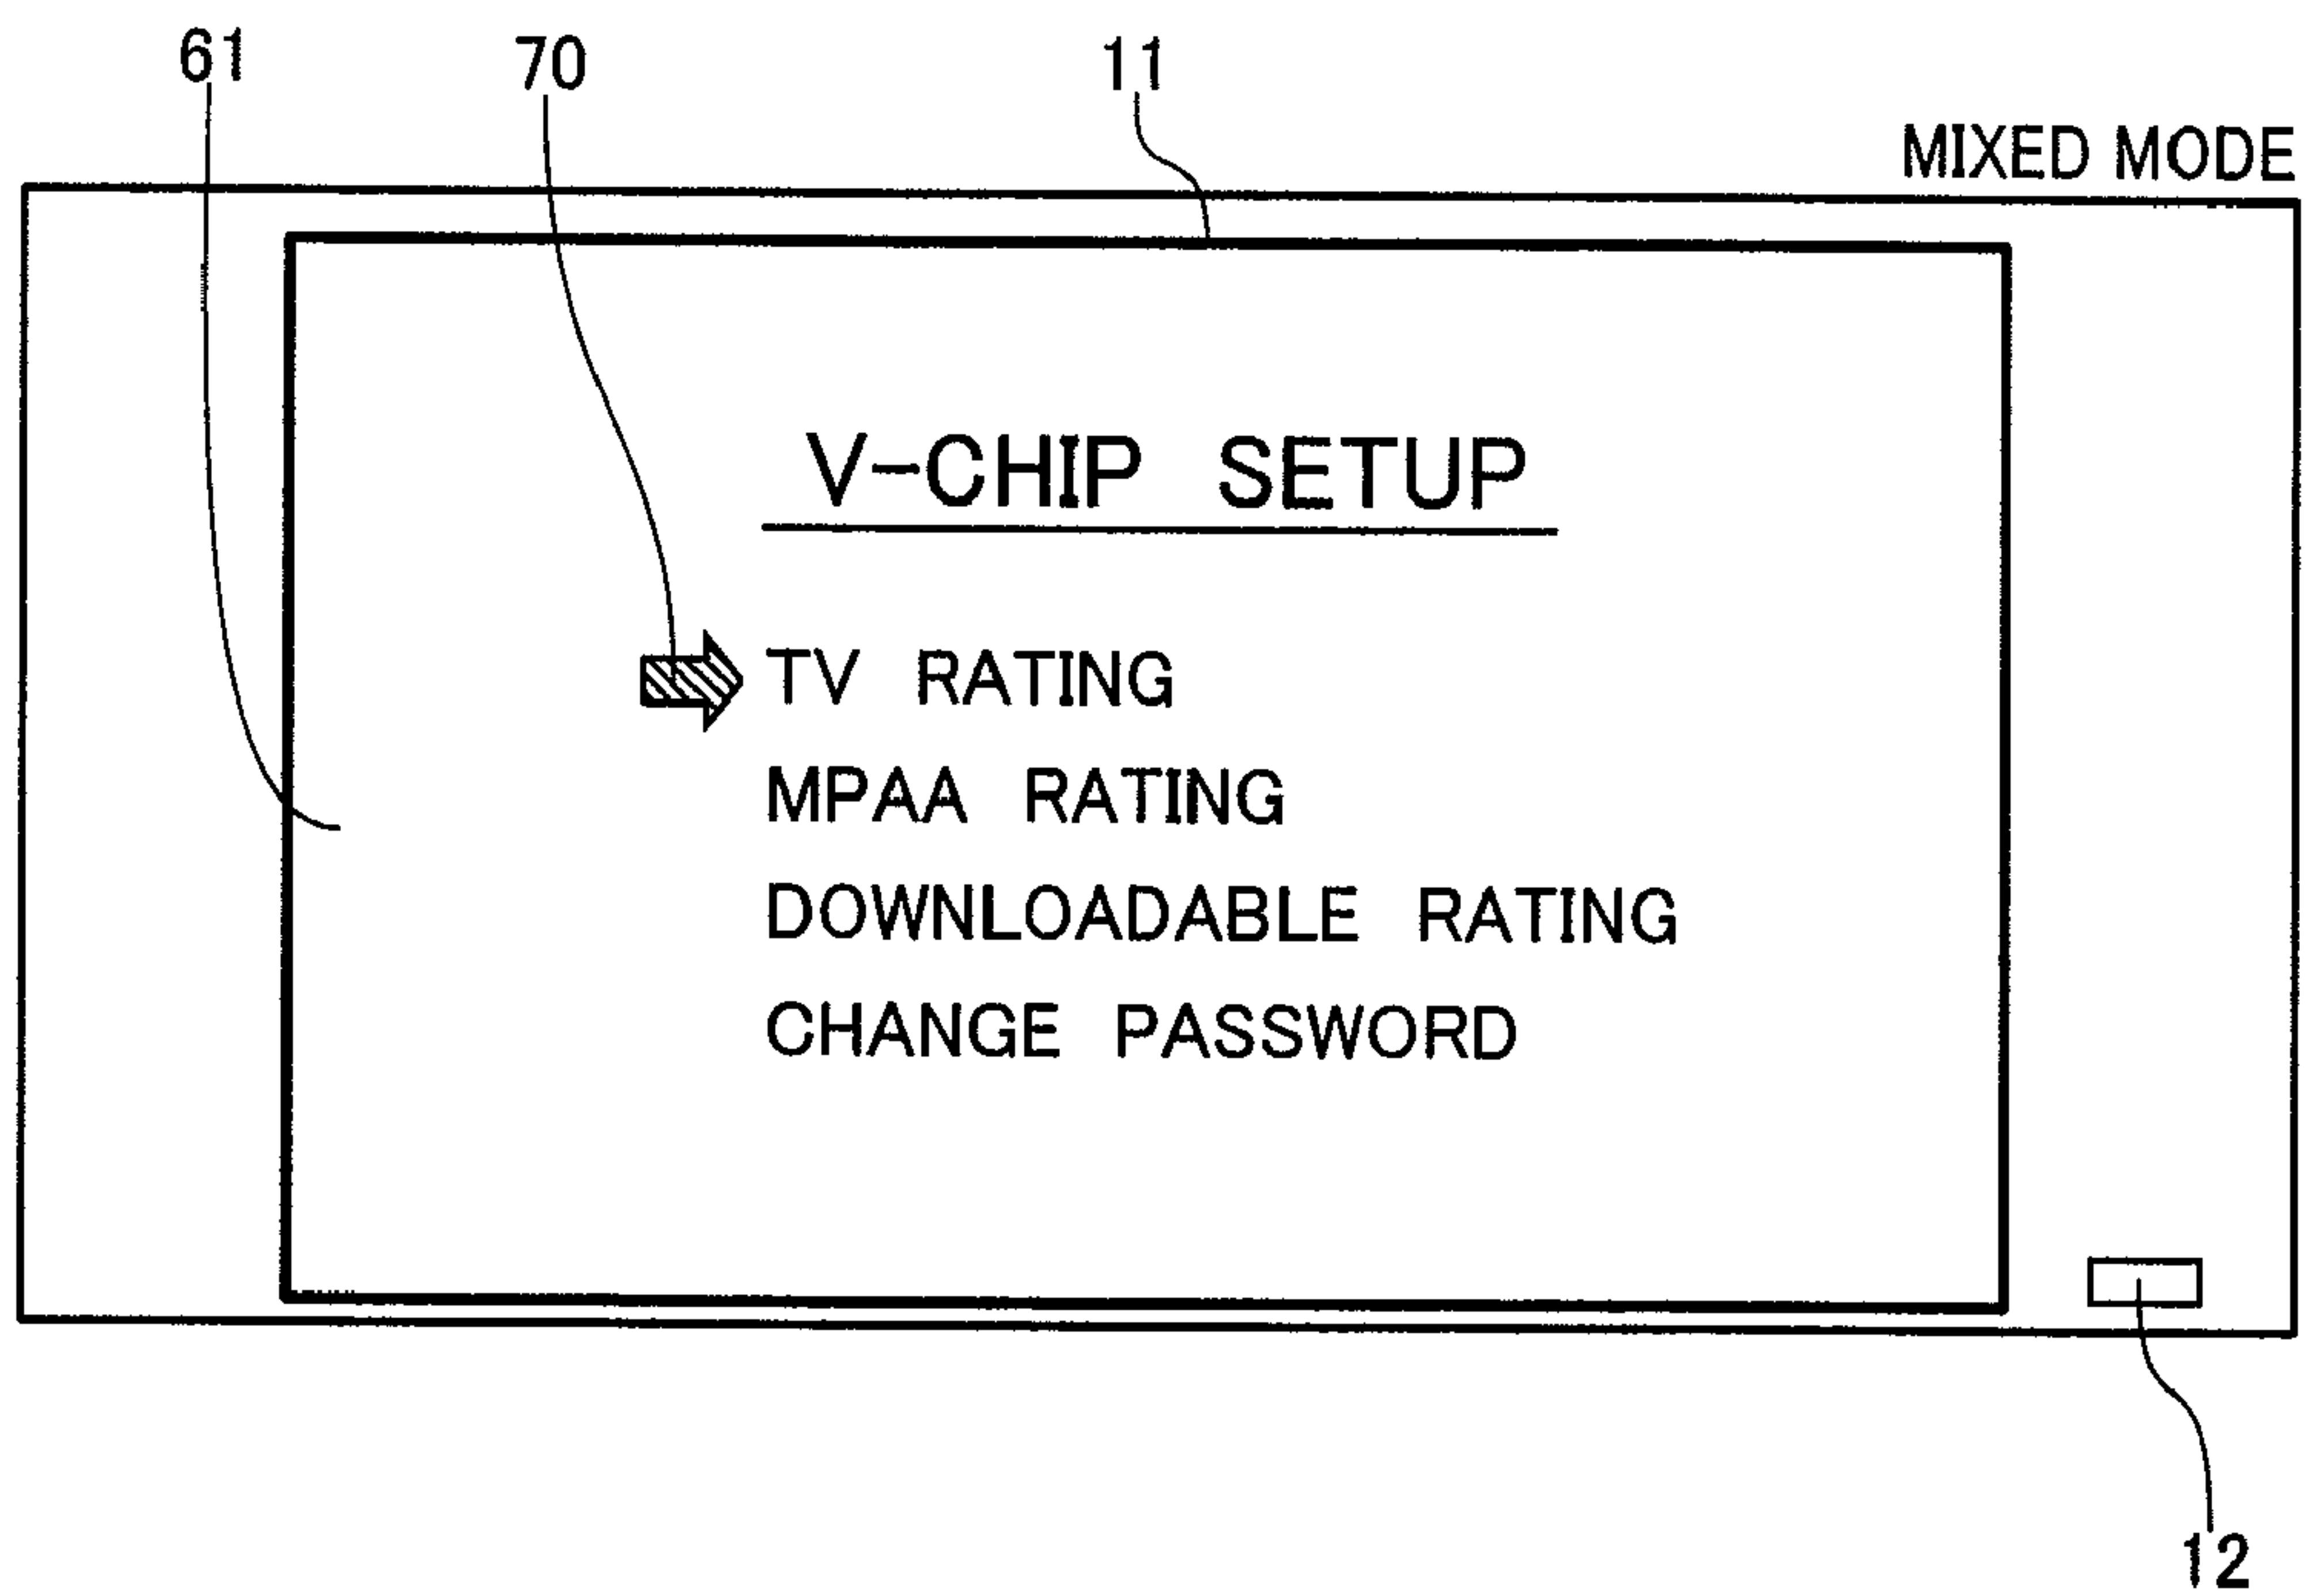 61 70 11
MIXED MODE
V-CHIP SETUP
TV RATING
MPAA RATING
DOWNLOADABLE RATING
CHANGE PASSWORD
12